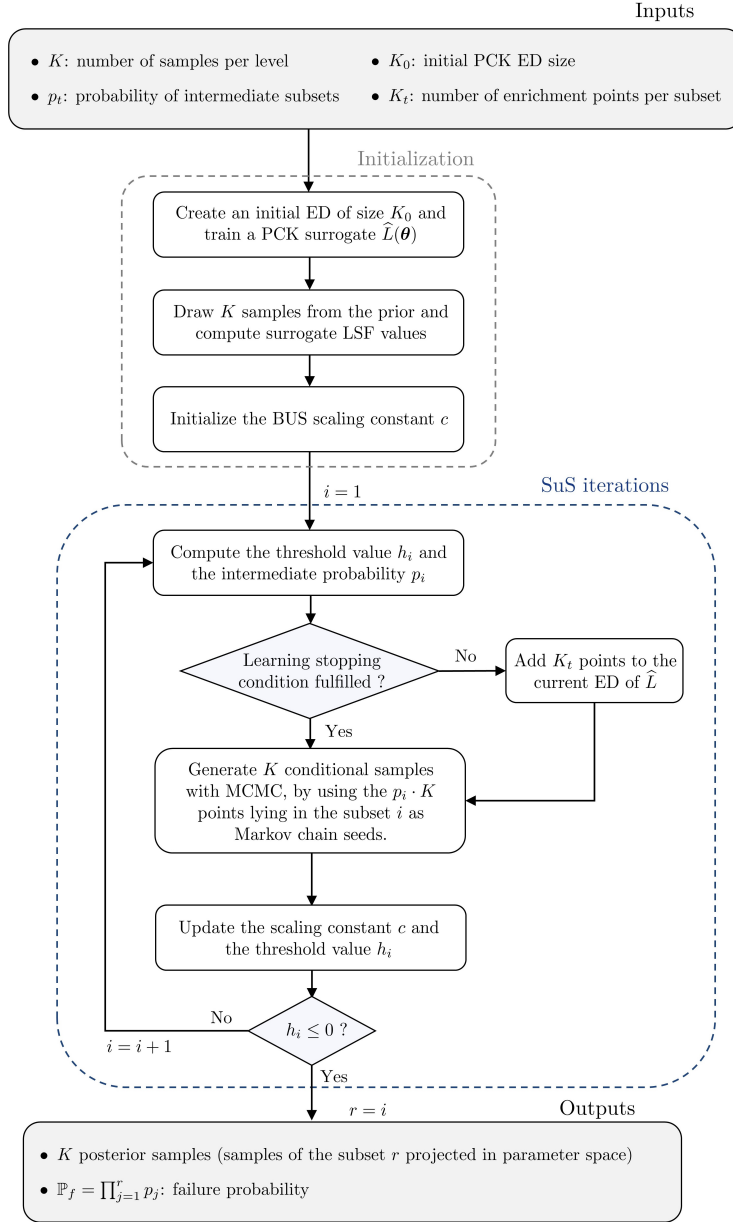 Inputs
• K: number of samples per level
• K₀: initial PCK ED size
• pₜ: probability of intermediate subsets
• Kₜ: number of enrichment points per subset
Initialization
Create an initial ED of size K₀ and
train a PCK surrogate L̂(θ)
Draw K samples from the prior and
compute surrogate LSF values
Initialize the BUS scaling constant c
i = 1
SuS iterations
Compute the threshold value hᵢ and
the intermediate probability pᵢ
Learning stopping
condition fulfilled ?
No
Add Kₜ points to the
current ED of L̂
Yes
Generate K conditional samples
with MCMC, by using the pᵢ · K
points lying in the subset i as
Markov chain seeds.
Update the scaling constant c and
the threshold value hᵢ
No
hᵢ ≤ 0 ?
i = i + 1
Yes
r = i
Outputs
• K posterior samples (samples of the subset r projected in parameter space)
• ℙ_f = ∏ʳⱼ₌₁ pⱼ: failure probability